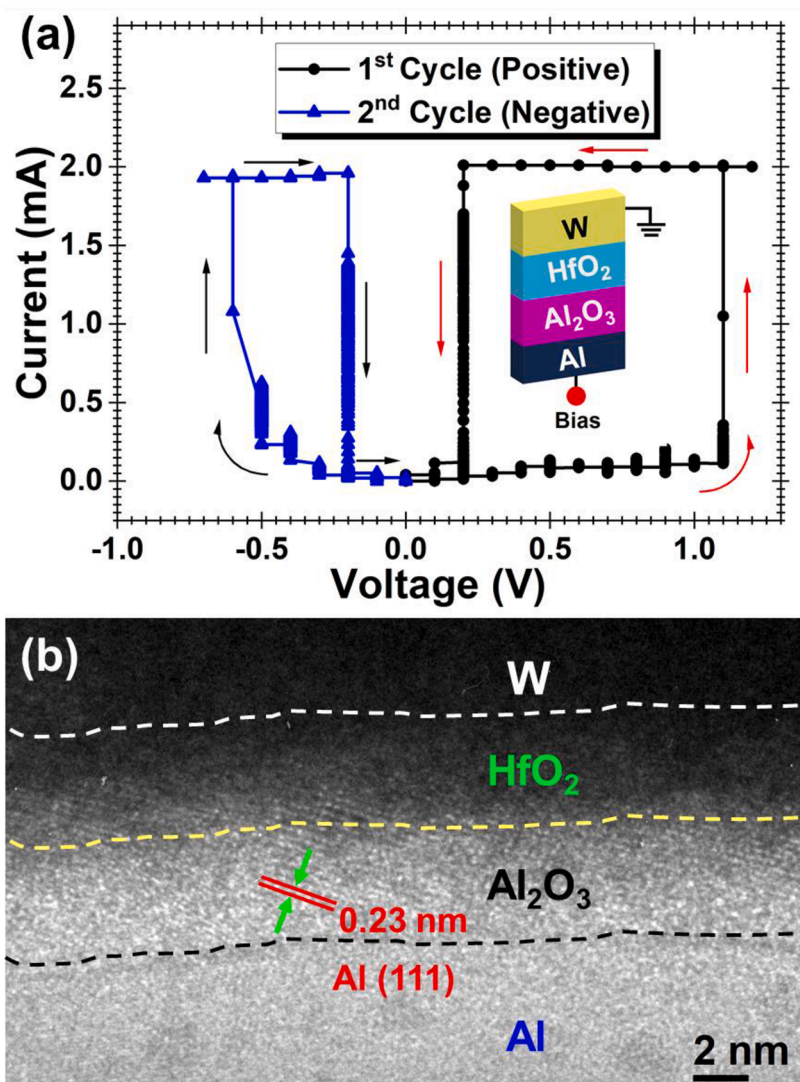 (a)
1st Cycle (Positive)
2nd Cycle (Negative)
Current (mA)
2.5
2.0
1.5
1.0
0.5
0.0
W
HfO2
Al2O3
Al
Bias
-1.0 -0.5 0.0 0.5 1.0
Voltage (V)
(b)
W
HfO2
Al2O3
0.23 nm
Al (111)
Al
2 nm